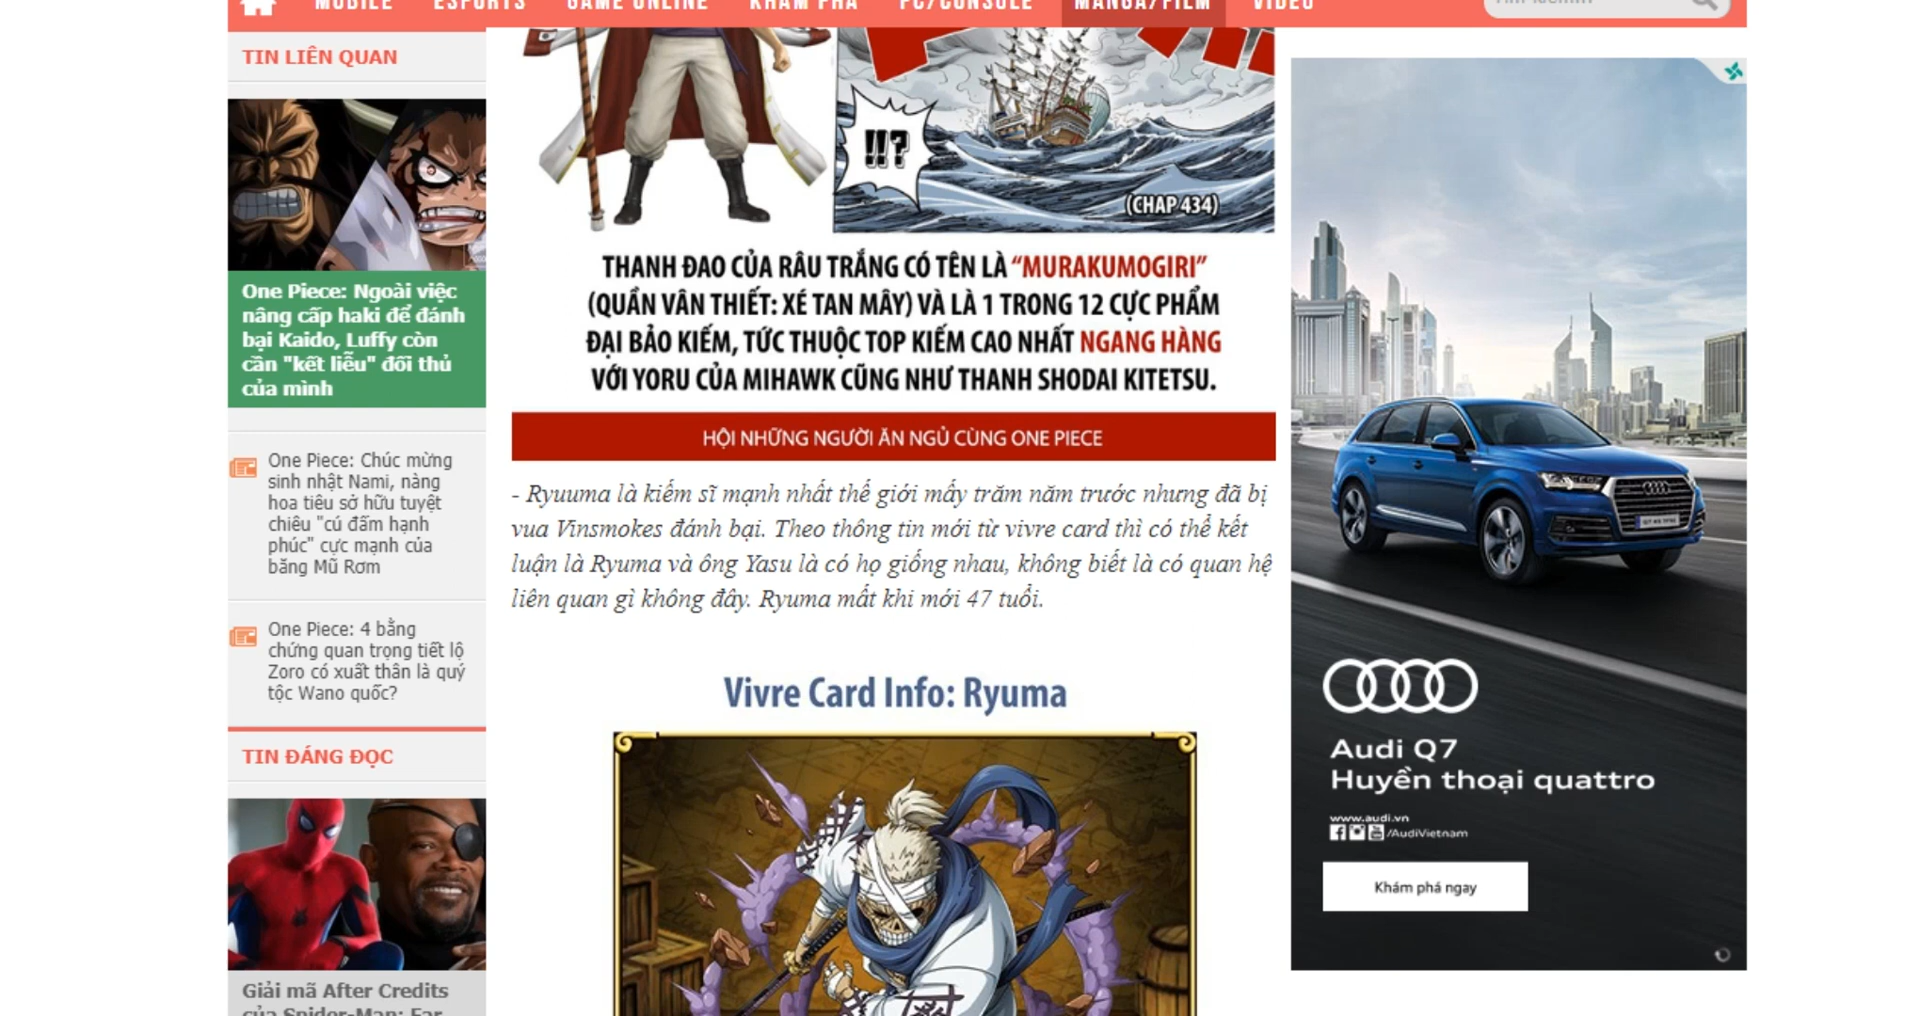 MOBILE ESPORTS GAME ONLINE KHÁM PHÁ PC/CONSOLE MANGA/FILM VIDEO
TIN LIÊN QUAN
One Piece: Ngoài việc
nâng cấp haki để đánh
bại Kaido, Luffy còn
cần "kết liễu" đối thủ
của mình
One Piece: Chúc mừng
sinh nhật Nami, nàng
hoa tiêu sở hữu tuyệt
chiêu "cú đấm hạnh
phúc" cực mạnh của
băng Mũ Rơm
One Piece: 4 bằng
chứng quan trọng tiết lộ
Zoro có xuất thân là quý
tộc Wano quốc?
TIN ĐÁNG ĐỌC
Giải mã After Credits
của Spider-Man: Far
!!?
(CHAP 434)
THANH ĐAO CỦA RÂU TRẮNG CÓ TÊN LÀ “MURAKUMOGIRI”
(QUẦN VÂN THIẾT: XÉ TAN MÂY) VÀ LÀ 1 TRONG 12 CỰC PHẨM
ĐẠI BẢO KIẾM, TỨC THUỘC TOP KIẾM CAO NHẤT NGANG HÀNG
VỚI YORU CỦA MIHAWK CŨNG NHƯ THANH SHODAI KITETSU.
HỘI NHỮNG NGƯỜI ĂN NGỦ CÙNG ONE PIECE
- Ryuuma là kiếm sĩ mạnh nhất thế giới mấy trăm năm trước nhưng đã bị
vua Vinsmokes đánh bại. Theo thông tin mới từ vivre card thì có thể kết
luận là Ryuma và ông Yasu là có họ giống nhau, không biết là có quan hệ
liên quan gì không đây. Ryuma mất khi mới 47 tuổi.
Vivre Card Info: Ryuma
Audi Q7
Huyền thoại quattro
www.audi.vn
/AudiVietnam
Khám phá ngay